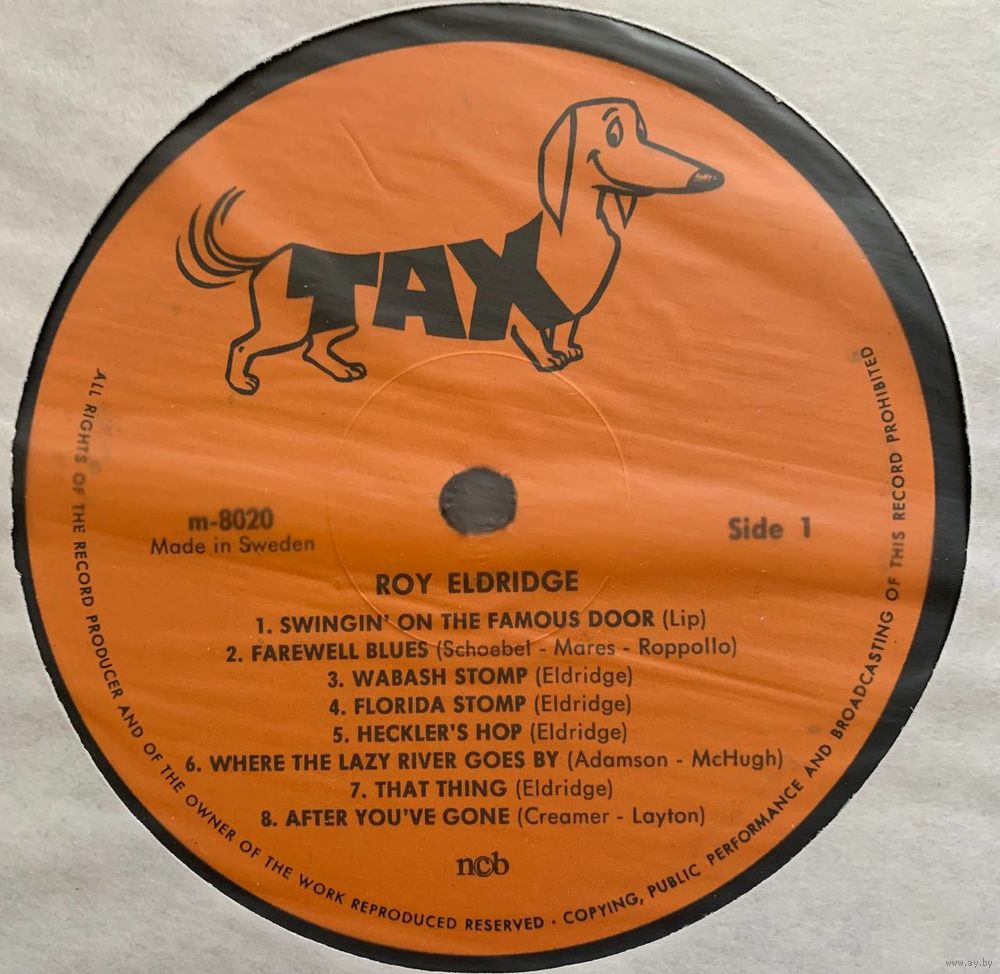 TAX
m-8020
Made in Sweden
Side 1
ROY ELDRIDGE
1. SWINGIN' ON THE FAMOUS DOOR (Lip)
2. FAREWELL BLUES (Schoebel - Mares - Roppollo)
3. WABASH STOMP (Eldridge)
4. FLORIDA STOMP (Eldridge)
5. HECKLER'S HOP (Eldridge)
6. WHERE THE LAZY RIVER GOES BY (Adamson - McHugh)
7. THAT THING (Eldridge)
8. AFTER YOU'VE GONE (Creamer - Layton)
ncb
ALL RIGHTS OF THE RECORD PRODUCER AND OF THE OWNER OF THE WORK REPRODUCED RESERVED · COPYING, PUBLIC PERFORMANCE AND BROADCASTING OF THIS RECORD PROHIBITED
www.ay.by